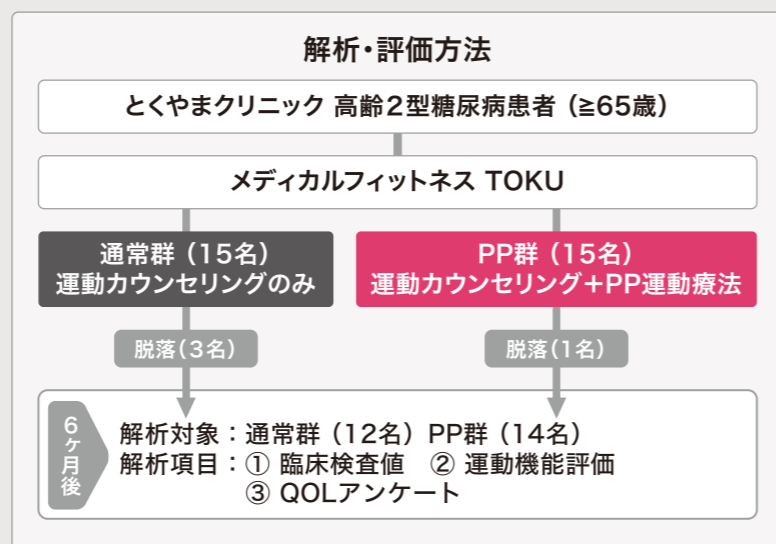 解析・評価方法
とくやまクリニック 高齢2型糖尿病患者（≧65歳）
メディカルフィットネス TOKU
通常群（15名）
運動カウンセリングのみ
PP群（15名）
運動カウンセリング＋PP運動療法
脱落（3名）
脱落（1名）
6ヶ月後
解析対象：通常群（12名）PP群（14名）
解析項目：① 臨床検査値　② 運動機能評価
③ QOLアンケート